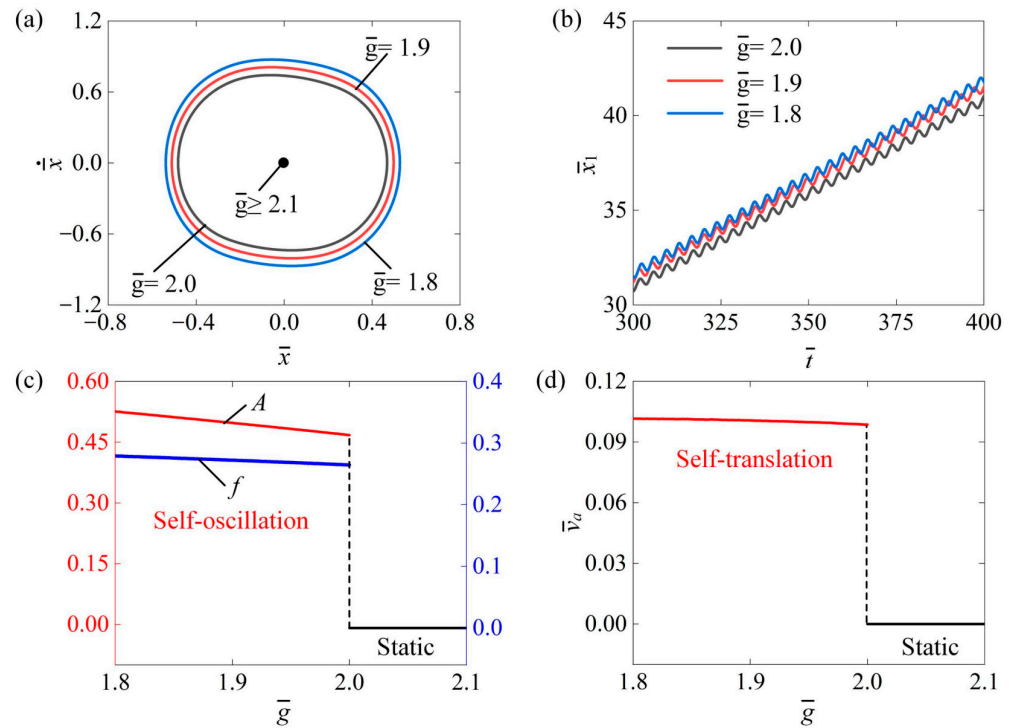 (a)
1.2
0.6
0.0
−0.6
−1.2
ẋ̄
ḡ= 1.9
ḡ≥ 2.1
ḡ= 2.0
ḡ= 1.8
−0.8
−0.4
0.0
0.4
0.8
x̄
(b)
45
40
35
30
x̄₁
ḡ= 2.0
ḡ= 1.9
ḡ= 1.8
300
325
350
375
400
t̄
(c)
0.60
0.45
0.30
0.15
0.00
A
f
Self-oscillation
Static
0.4
0.3
0.2
0.1
0.0
1.8
1.9
2.0
2.1
ḡ
(d)
0.12
0.09
0.06
0.03
0.00
v̄ₐ
Self-translation
Static
1.8
1.9
2.0
2.1
ḡ